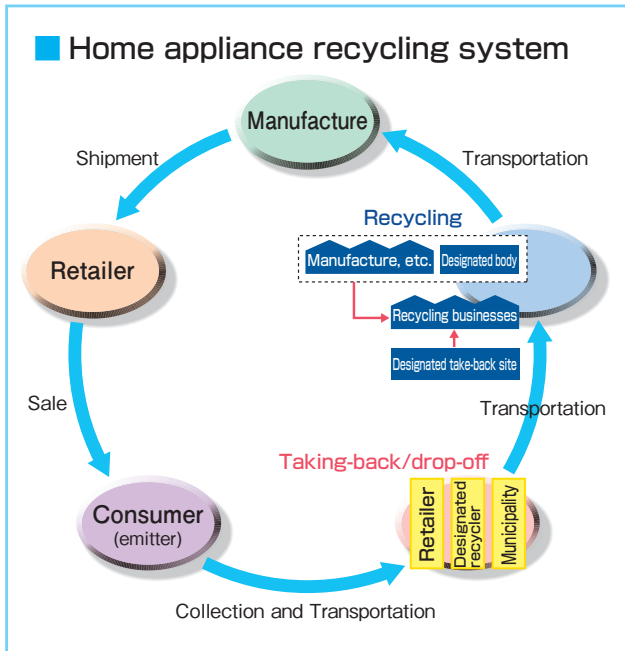 Home appliance recycling system
Manufacture
Shipment
Transportation
Recycling
Manufacture, etc.
Designated body
Retailer
Recycling businesses
Designated take-back site
Sale
Transportation
Taking-back/drop-off
Consumer
(emitter)
Retailer
Designated
recycler
Municipality
Collection and Transportation